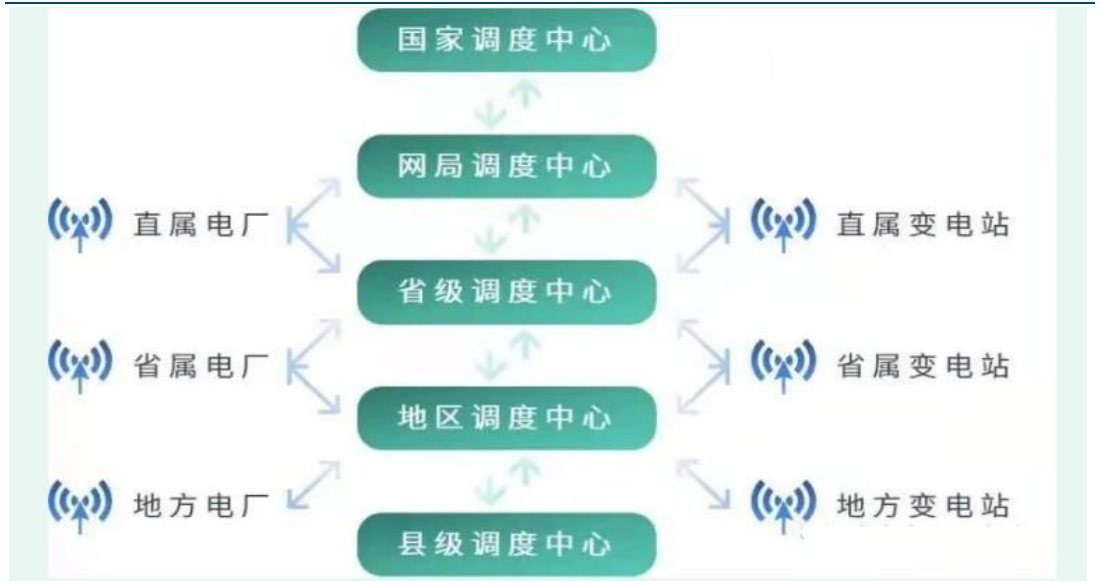 国家调度中心
网局调度中心
直属电厂
直属变电站
省级调度中心
省属电厂
省属变电站
地区调度中心
地方电厂
地方变电站
县级调度中心